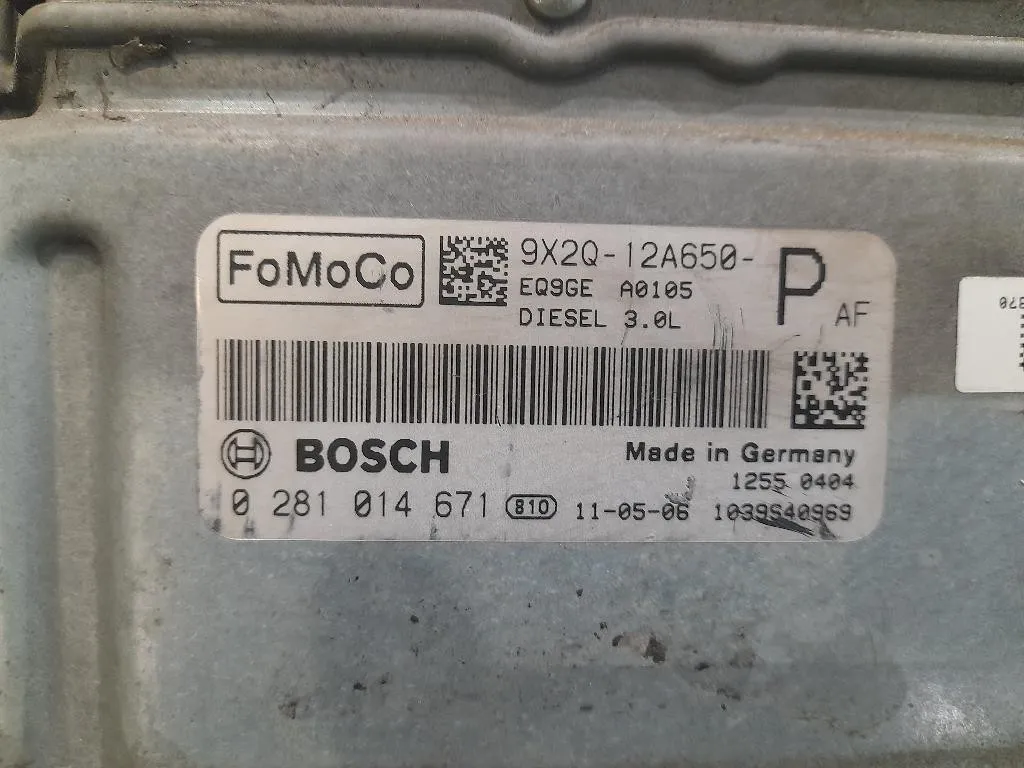 FoMoCo
9X2Q-12A650- P AF
EQ9GE A0105
DIESEL 3.0L
BOSCH
Made in Germany
1255 0404
0 281 014 671 810 11-05-06 1039S40969